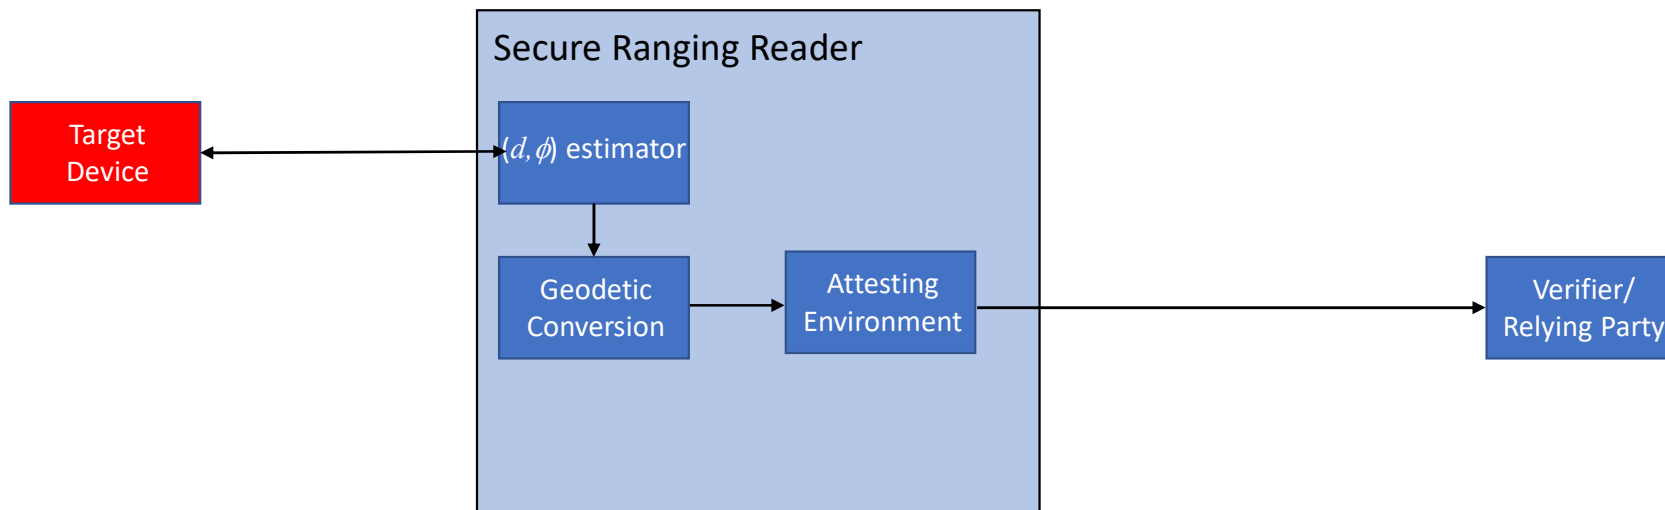 Secure Ranging Reader
Target
Device
(d, ϕ) estimator
Geodetic
Conversion
Attesting
Environment
Verifier/
Relying Party